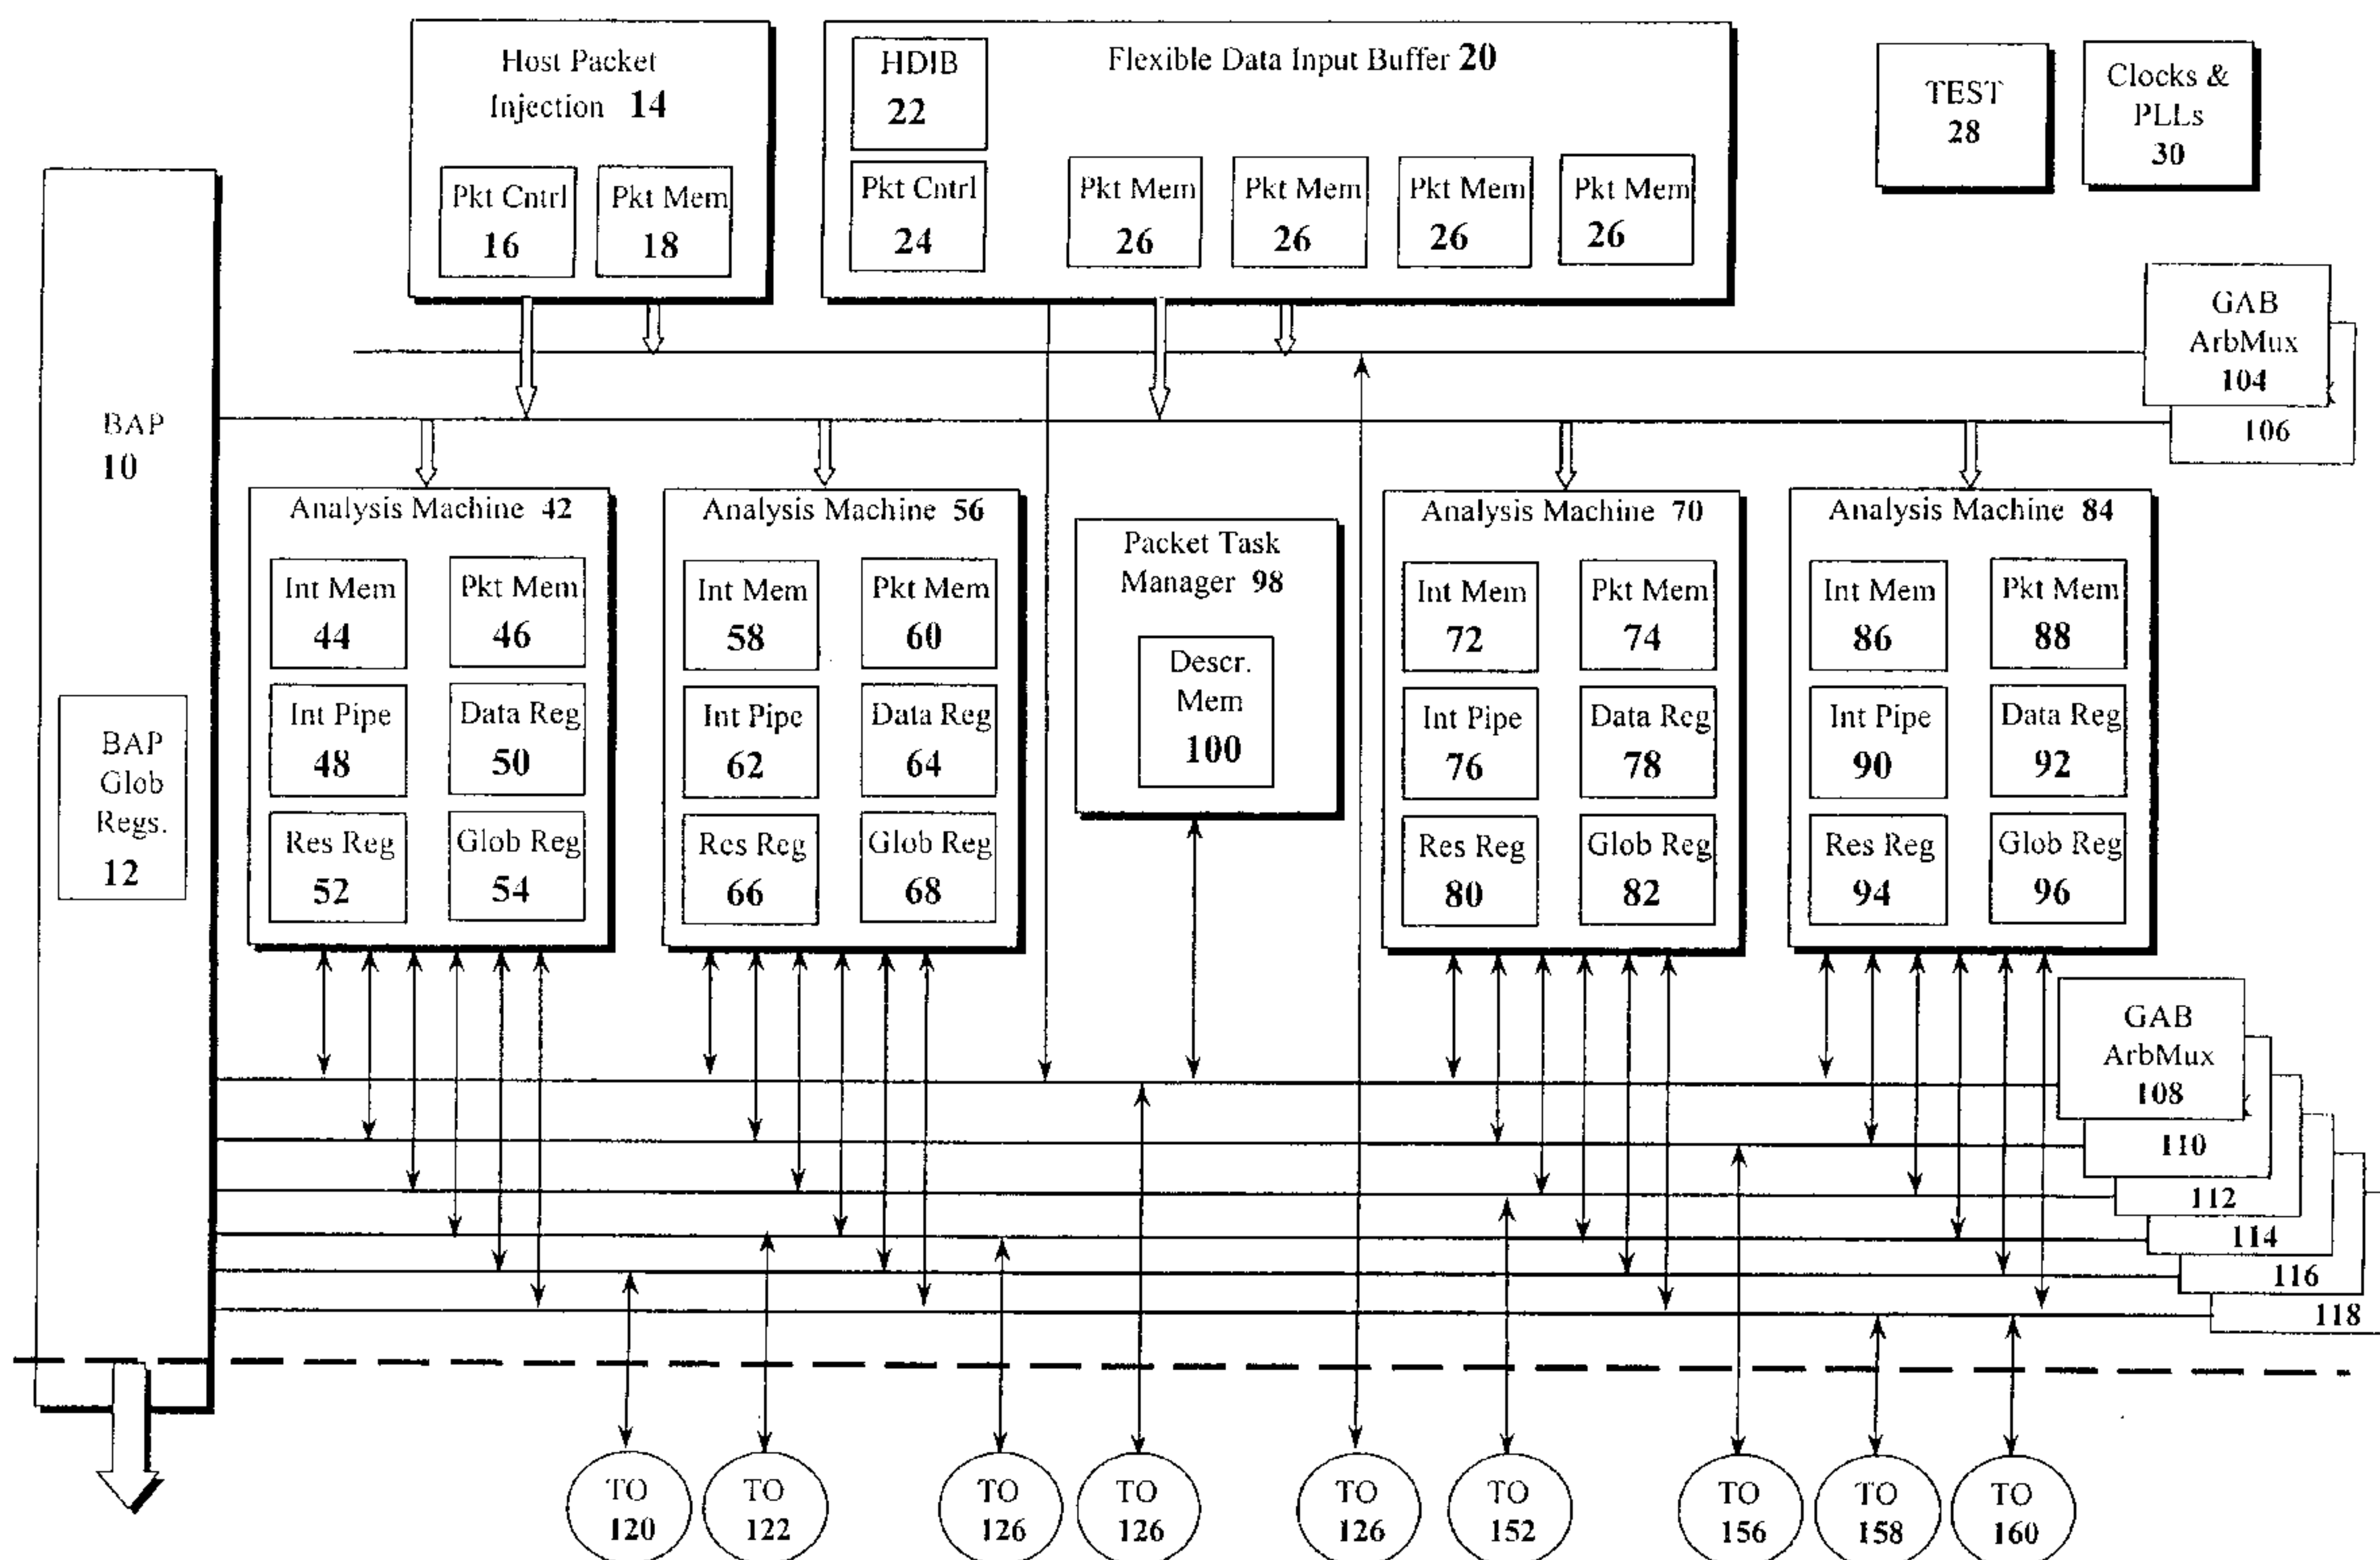 Host Packet
Injection 14
Pkt Cntrl
16
Pkt Mem
18
HDIB
22
Flexible Data Input Buffer 20
Pkt Cntrl
24
Pkt Mem
26
Pkt Mem
26
Pkt Mem
26
Pkt Mem
26
TEST
28
Clocks &
PLLs
30
GAB
ArbMux
104
106
BAP
10
BAP
Glob
Regs.
12
Analysis Machine 42
Int Mem
44
Pkt Mem
46
Int Pipe
48
Data Reg
50
Res Reg
52
Glob Reg
54
Analysis Machine 56
Int Mem
58
Pkt Mem
60
Int Pipe
62
Data Reg
64
Res Reg
66
Glob Reg
68
Packet Task
Manager 98
Descr.
Mem
100
Analysis Machine 70
Int Mem
72
Pkt Mem
74
Int Pipe
76
Data Reg
78
Res Reg
80
Glob Reg
82
Analysis Machine 84
Int Mem
86
Pkt Mem
88
Int Pipe
90
Data Reg
92
Res Reg
94
Glob Reg
96
GAB
ArbMux
108
110
112
114
116
118
TO
120
TO
122
TO
126
TO
126
TO
126
TO
152
TO
156
TO
158
TO
160